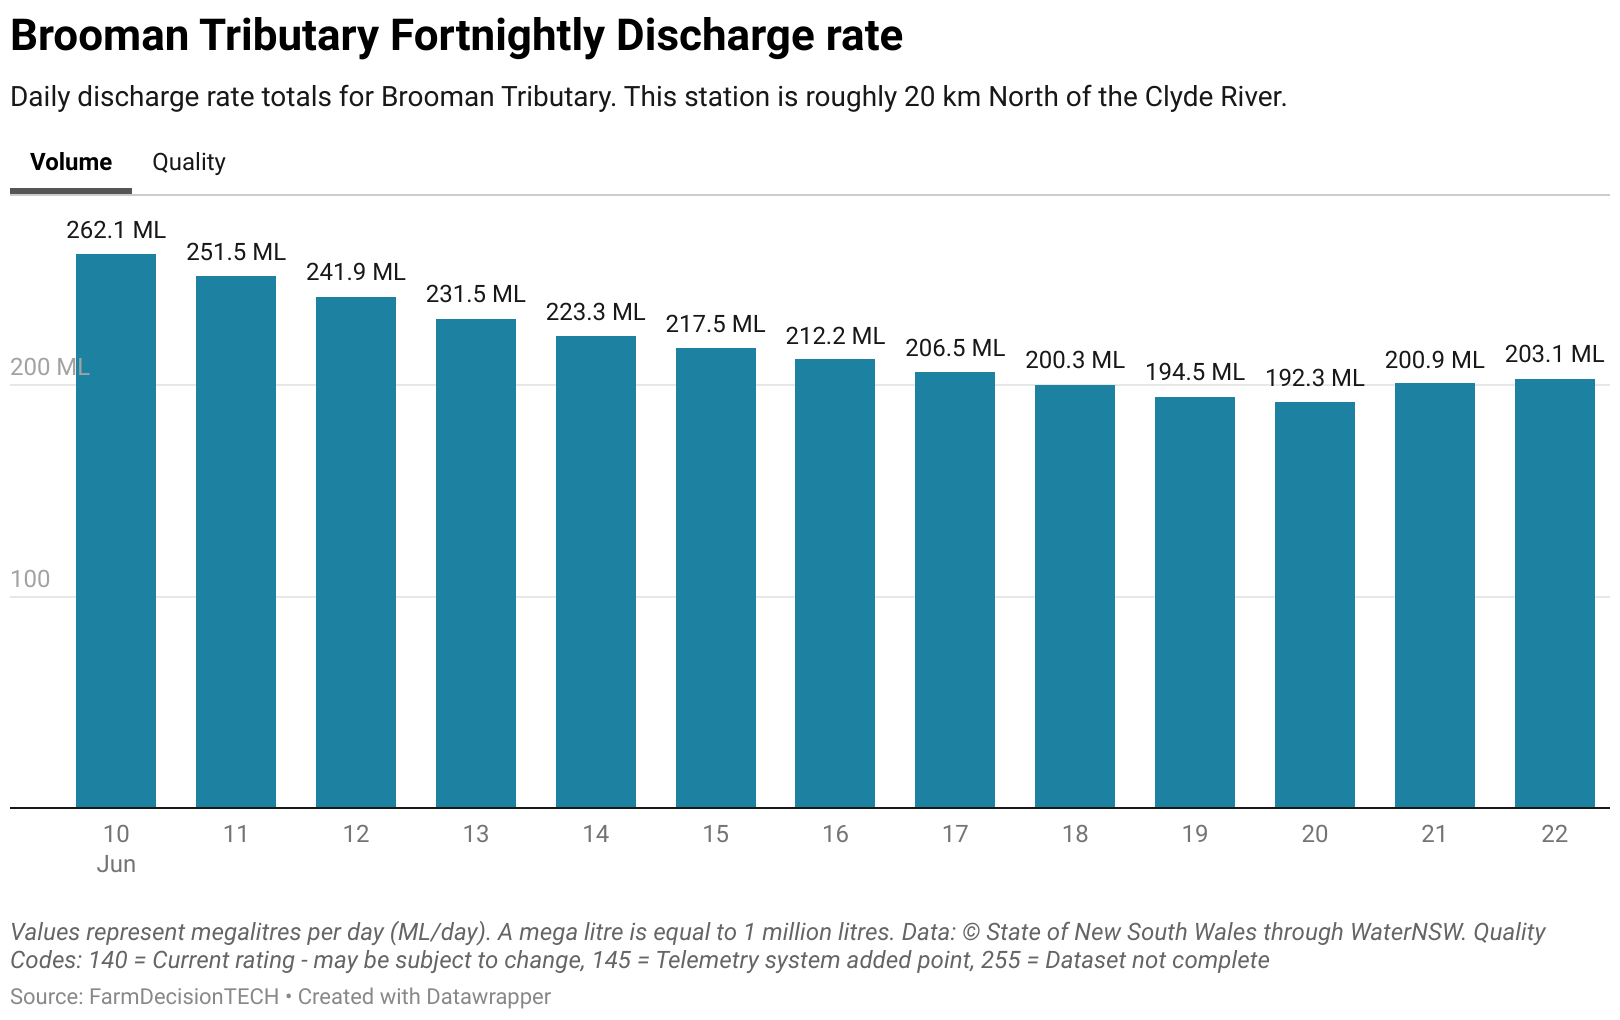 Brooman Tributary Fortnightly Discharge rate
Daily discharge rate totals for Brooman Tributary. This station is roughly 20 km North of the Clyde River.
Volume Quality
262.1 ML
251.5 ML
241.9 ML
231.5 ML
223.3 ML
217.5 ML
212.2 ML
206.5 ML
200.3 ML
194.5 ML
192.3 ML
200.9 ML
203.1 ML
200 ML
100
10 11 12 13 14 15 16 17 18 19 20 21 22
Jun
Values represent megalitres per day (ML/day). A mega litre is equal to 1 million litres. Data: © State of New South Wales through WaterNSW. Quality
Codes: 140 = Current rating - may be subject to change, 145 = Telemetry system added point, 255 = Dataset not complete
Source: FarmDecisionTECH • Created with Datawrapper